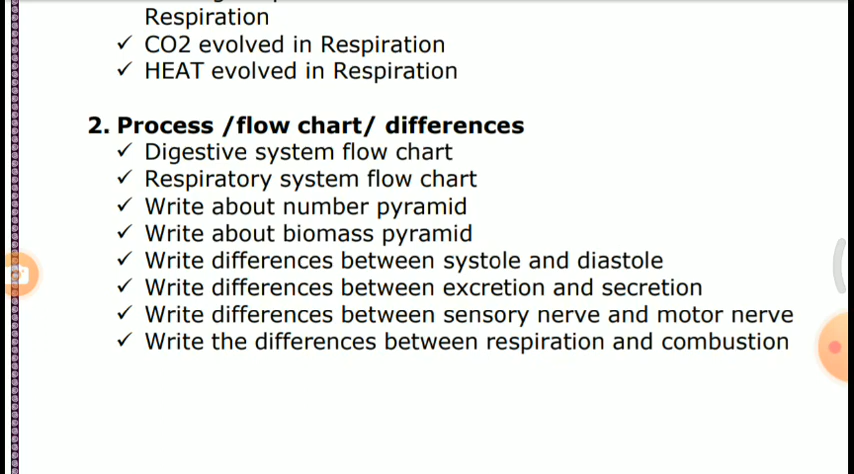 Respiration
✓ CO2 evolved in Respiration
✓ HEAT evolved in Respiration
2. Process /flow chart/ differences
✓ Digestive system flow chart
✓ Respiratory system flow chart
✓ Write about number pyramid
✓ Write about biomass pyramid
✓ Write differences between systole and diastole
✓ Write differences between excretion and secretion
✓ Write differences between sensory nerve and motor nerve
✓ Write the differences between respiration and combustion